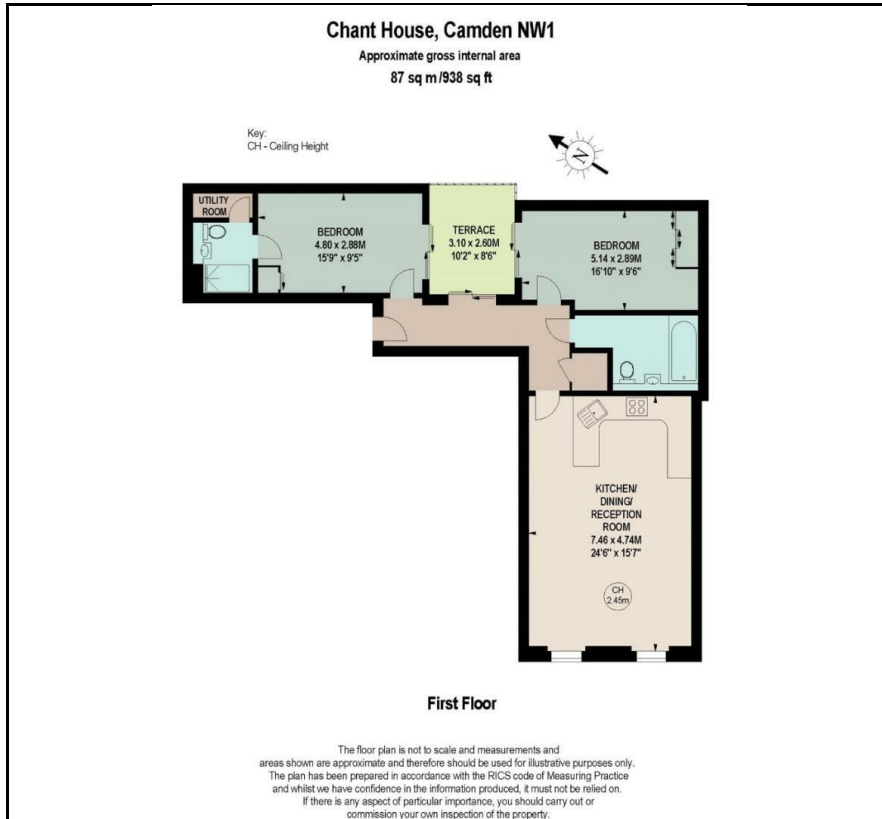 Chant House, Camden NW1
Approximate gross internal area
87 sq m /938 sq ft
Key:
CH - Ceiling Height
N
UTILITY
ROOM
BEDROOM
4.80 x 2.88M
15'9" x 9'5"
TERRACE
3.10 x 2.60M
10'2" x 8'6"
BEDROOM
5.14 x 2.89M
16'10" x 9'6"
KITCHEN/
DINING/
RECEPTION
ROOM
7.46 x 4.74M
24'6" x 15'7"
CH
2.45m
First Floor
The floor plan is not to scale and measurements and
areas shown are approximate and therefore should be used for illustrative purposes only.
The plan has been prepared in accordance with the RICS code of Measuring Practice
and whilst we have confidence in the information produced, it must not be relied on.
If there is any aspect of particular importance, you should carry out or
commission your own inspection of the property.